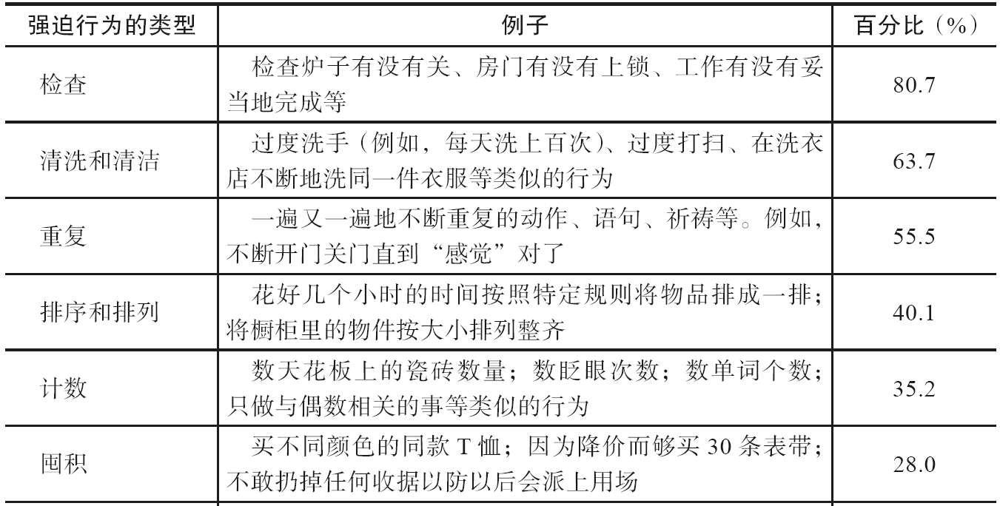 强迫行为的类型 例子 百分比（%）
检查炉子有没有关、房门有没有上锁、工作有没有妥
检查 80.7
当地完成等
过度洗手（例如，每天洗上百次）、过度打扫、在洗衣
清洗和清洁 63.7
店不断地洗同一件衣服等类似的行为
一遍又一遍地不断重复的动作、语句、祈祷等。例如，
重复 55.5
不断开门关门直到“感觉”对了
花好几个小时的时间按照特定规则将物品排成一排；
排序和排列 40.1
将橱柜里的物件按大小排列整齐
数天花板上的瓷砖数量；数眨眼次数；数单词个数；
计数 35.2
只做与偶数相关的事等类似的行为
买不同颜色的同款 T 恤；因为降价而够买 30 条表带；
囤积 28.0
不敢扔掉任何收据以防以后会派上用场